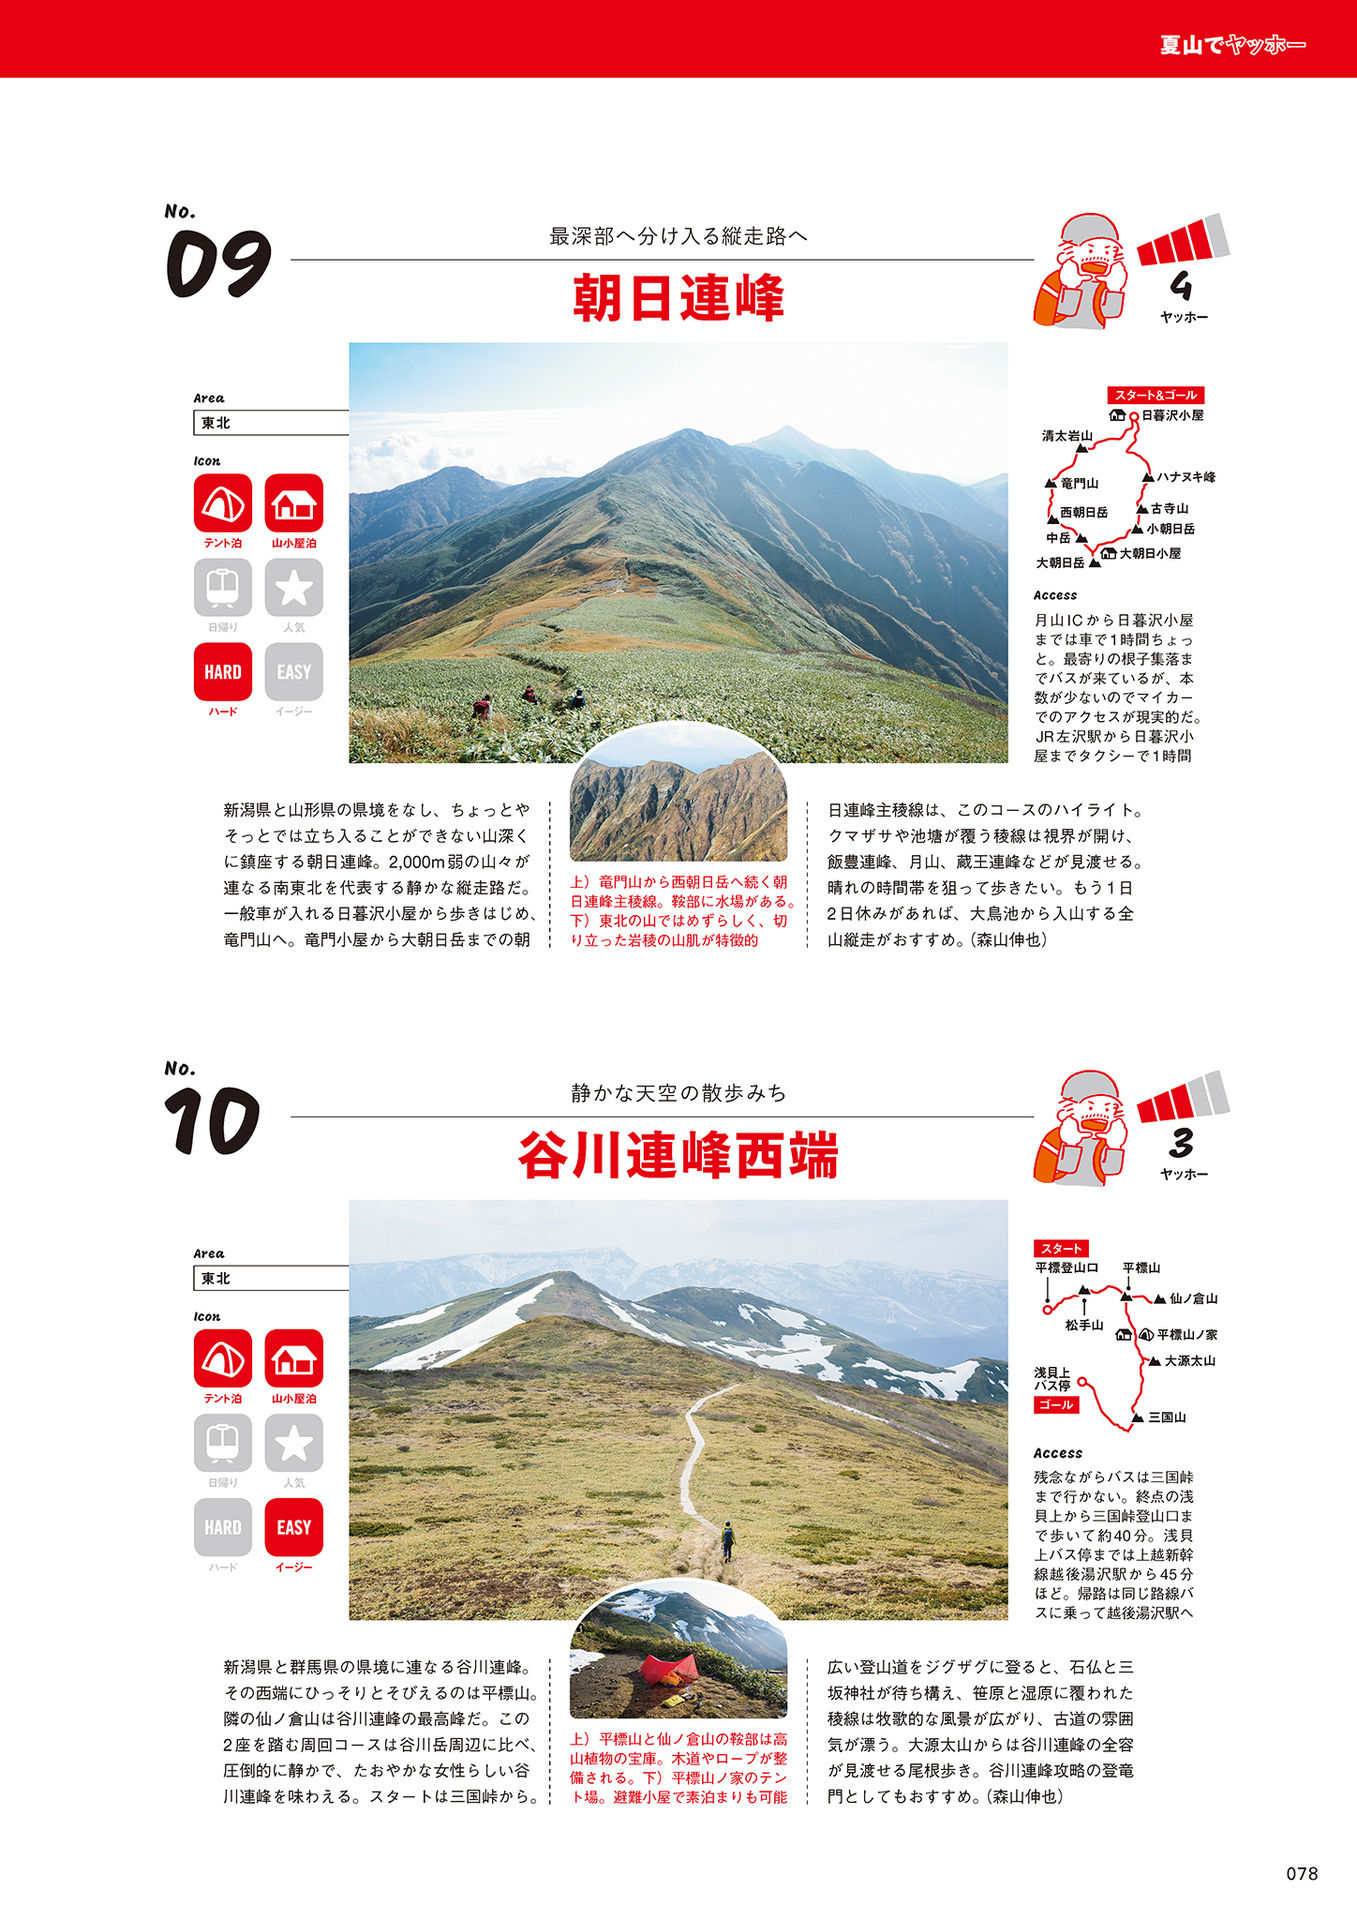 夏山でヤッホー
No.
09
最深部へ分け入る縦走路へ
朝日連峰
4
ヤッホー
Area
東北
Icon
テント泊
山小屋泊
日帰り
人気
HARD
EASY
ハード
イージー
スタート&ゴール
日暮沢小屋
清太岩山
ハナヌキ峰
竜門山
古寺山
西朝日岳
小朝日岳
中岳
大朝日小屋
大朝日岳
Access
月山ICから日暮沢小屋
までは車で1時間ちょっ
と。最寄りの根子集落ま
でバスが来ているが、本
数が少ないのでマイカー
でのアクセスが現実的だ。
JR左沢駅から日暮沢小
屋までタクシーで1時間
新潟県と山形県の県境をなし、ちょっとや
そっとでは立ち入ることができない山深く
に鎮座する朝日連峰。2,000m弱の山々が
連なる南東北を代表する静かな縦走路だ。
一般車が入れる日暮沢小屋から歩きはじめ、
竜門山へ。竜門小屋から大朝日岳までの朝
上）竜門山から西朝日岳へ続く朝
日連峰主稜線。鞍部に水場がある。
下）東北の山ではめずらしく、切
り立った岩稜の山肌が特徴的
日連峰主稜線は、このコースのハイライト。
クマザサや池塘が覆う稜線は視界が開け、
飯豊連峰、月山、蔵王連峰などが見渡せる。
晴れの時間帯を狙って歩きたい。もう1日
2日休みがあれば、大鳥池から入山する全
山縦走がおすすめ。（森山伸也）
No.
10
静かな天空の散歩みち
谷川連峰西端
3
ヤッホー
Area
東北
Icon
テント泊
山小屋泊
日帰り
人気
HARD
EASY
ハード
イージー
スタート
平標登山口
平標山
仙ノ倉山
松手山
平標山ノ家
大源太山
浅貝上
バス停
ゴール
三国山
Access
残念ながらバスは三国峠
まで行かない。終点の浅
貝上から三国峠登山口ま
で歩いて約40分。浅貝
上バス停までは上越新幹
線越後湯沢駅から45分
ほど。帰路は同じ路線バ
スに乗って越後湯沢駅へ
新潟県と群馬県の県境に連なる谷川連峰。
その西端にひっそりとそびえるのは平標山。
隣の仙ノ倉山は谷川連峰の最高峰だ。この
2座を踏む周回コースは谷川岳周辺に比べ、
圧倒的に静かで、たおやかな女性らしい谷
川連峰を味わえる。スタートは三国峠から。
上）平標山と仙ノ倉山の鞍部は高
山植物の宝庫。木道やロープが整
備される。下）平標山ノ家のテン
ト場。避難小屋で素泊まりも可能
広い登山道をジグザグに登ると、石仏と三
坂神社が待ち構え、笹原と湿原に覆われた
稜線は牧歌的な風景が広がり、古道の雰囲
気が漂う。大源太山からは谷川連峰の全容
が見渡せる尾根歩き。谷川連峰攻略の登竜
門としてもおすすめ。（森山伸也）
078